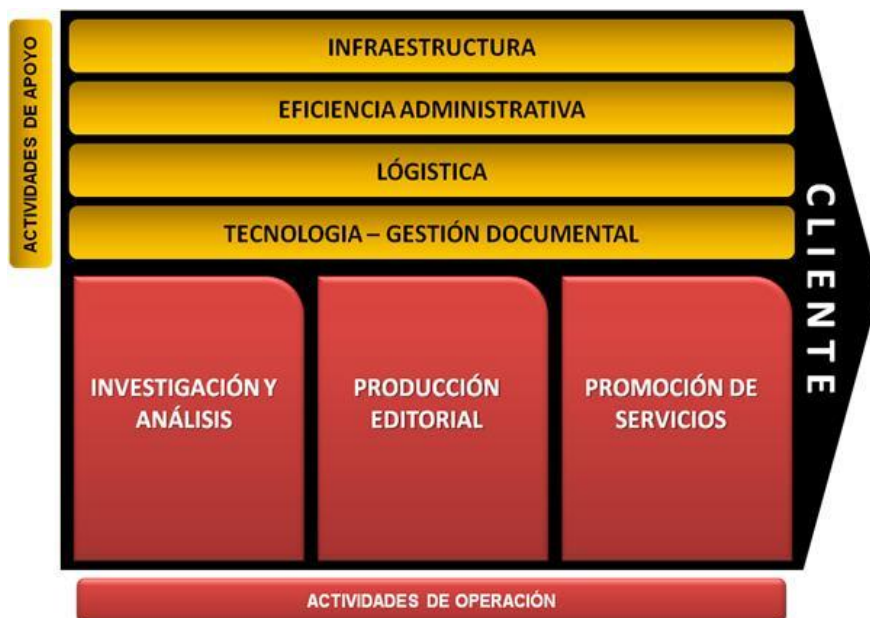 ACTIVIDADES DE APOYO
INFRAESTRUCTURA
EFICIENCIA ADMINISTRATIVA
LÓGISTICA
TECNOLOGIA – GESTIÓN DOCUMENTAL
CLIENTE
INVESTIGACIÓN Y
ANÁLISIS
PRODUCCIÓN
EDITORIAL
PROMOCIÓN DE
SERVICIOS
ACTIVIDADES DE OPERACIÓN